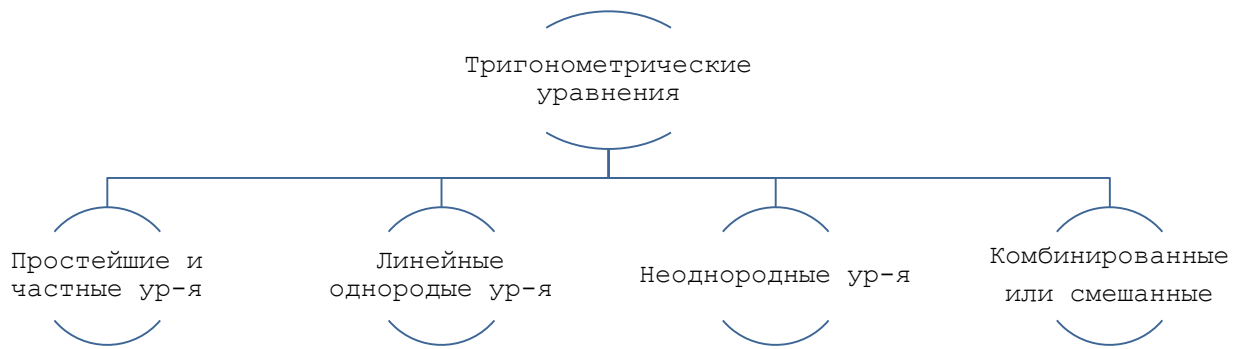 Тригонометрические
уравнения
Простейшие и
частные ур-я
Линейные
однородые ур-я
Неоднородные ур-я
Комбинированные
или смешанные